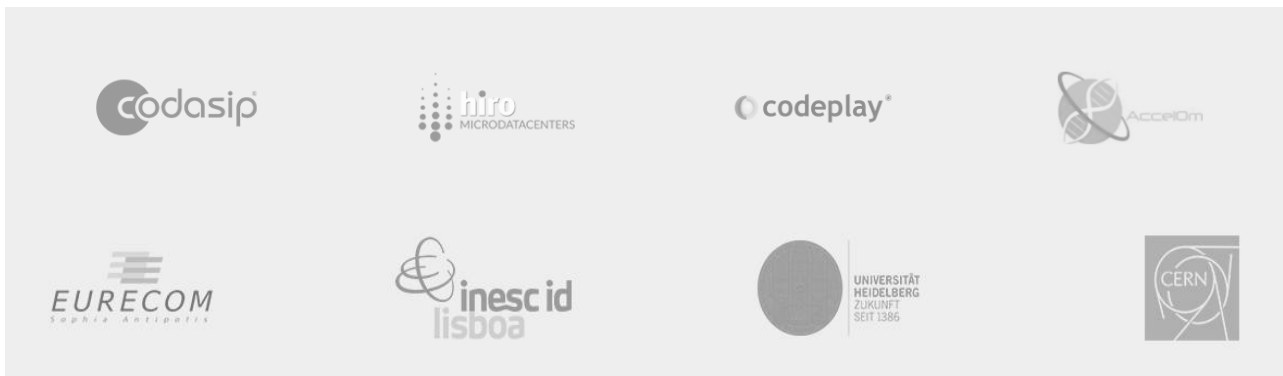 codasip®
hiro
MICRODATACENTERS
codeplay®
AccelOm
EURECOM
Sophia Antipolis
inesc id
lisboa
UNIVERSITÄT
HEIDELBERG
ZUKUNFT
SEIT 1386
CERN